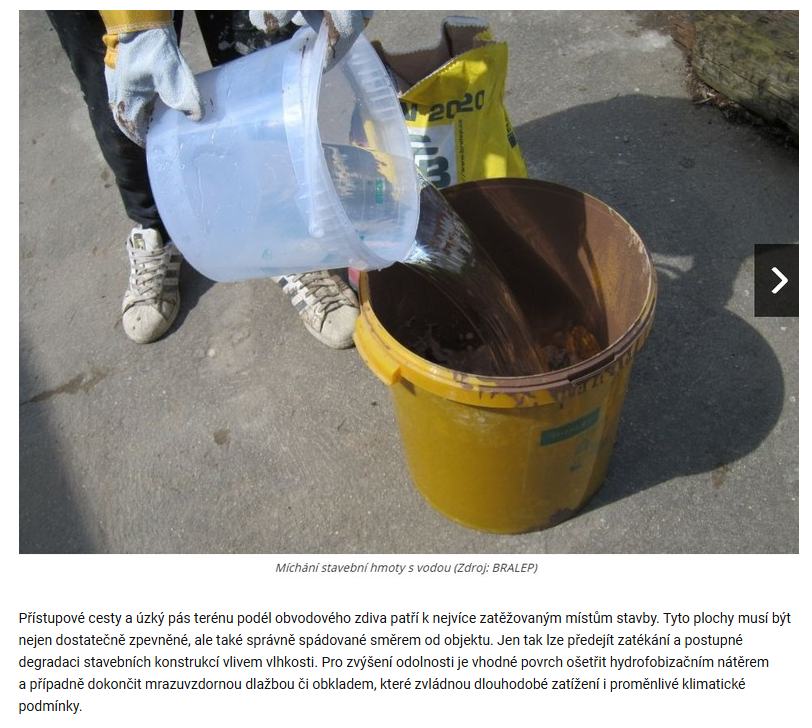 2020
Míchání stavební hmoty s vodou (Zdroj: BRALEP)
Přístupové cesty a úzký pás terénu podél obvodového zdiva patří k nejvíce zatěžovaným místům stavby. Tyto plochy musí být
nejen dostatečně zpevněné, ale také správně spádované směrem od objektu. Jen tak lze předejít zatékání a postupné
degradaci stavebních konstrukcí vlivem vlhkosti. Pro zvýšení odolnosti je vhodné povrch ošetřit hydrofobizačním nátěrem
a případně dokončit mrazuvzdornou dlažbou či obkladem, které zvládnou dlouhodobé zatížení i proměnlivé klimatické
podmínky.